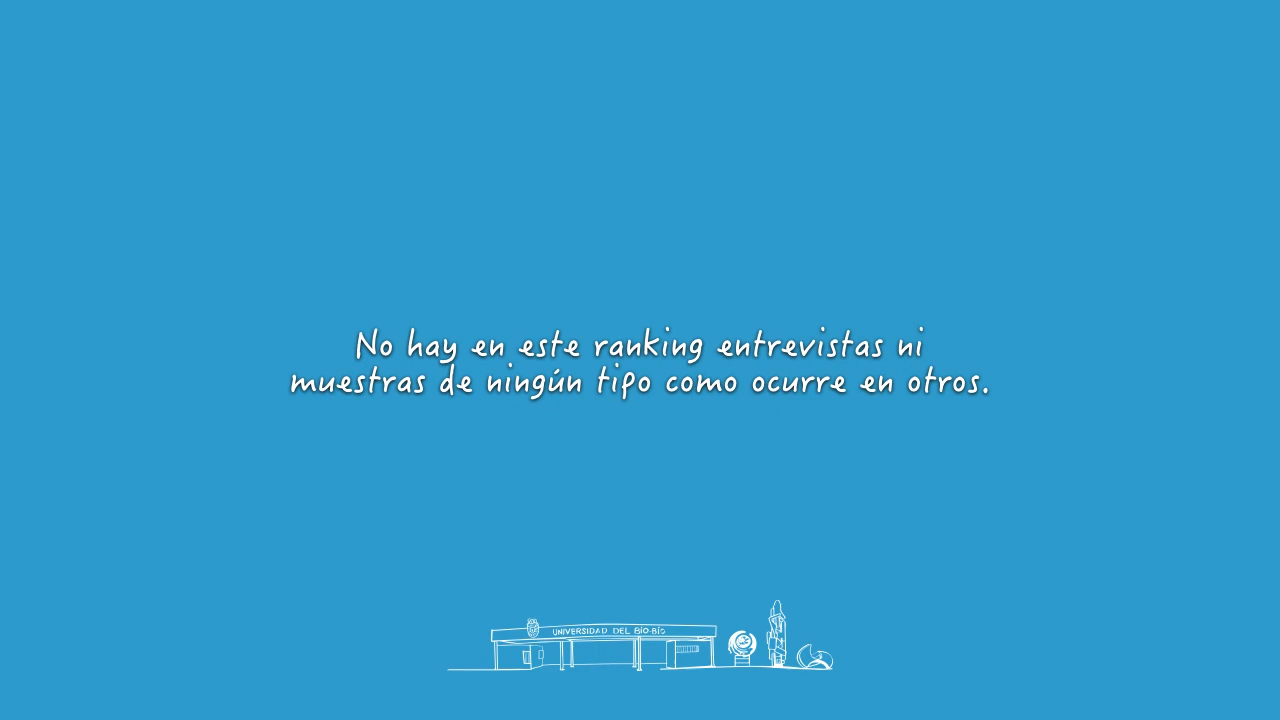 No hay en este ranking entrevistas ni
muestras de ningún tipo como ocurre en otros.
UNIVERSIDAD DEL BÍO-BÍO